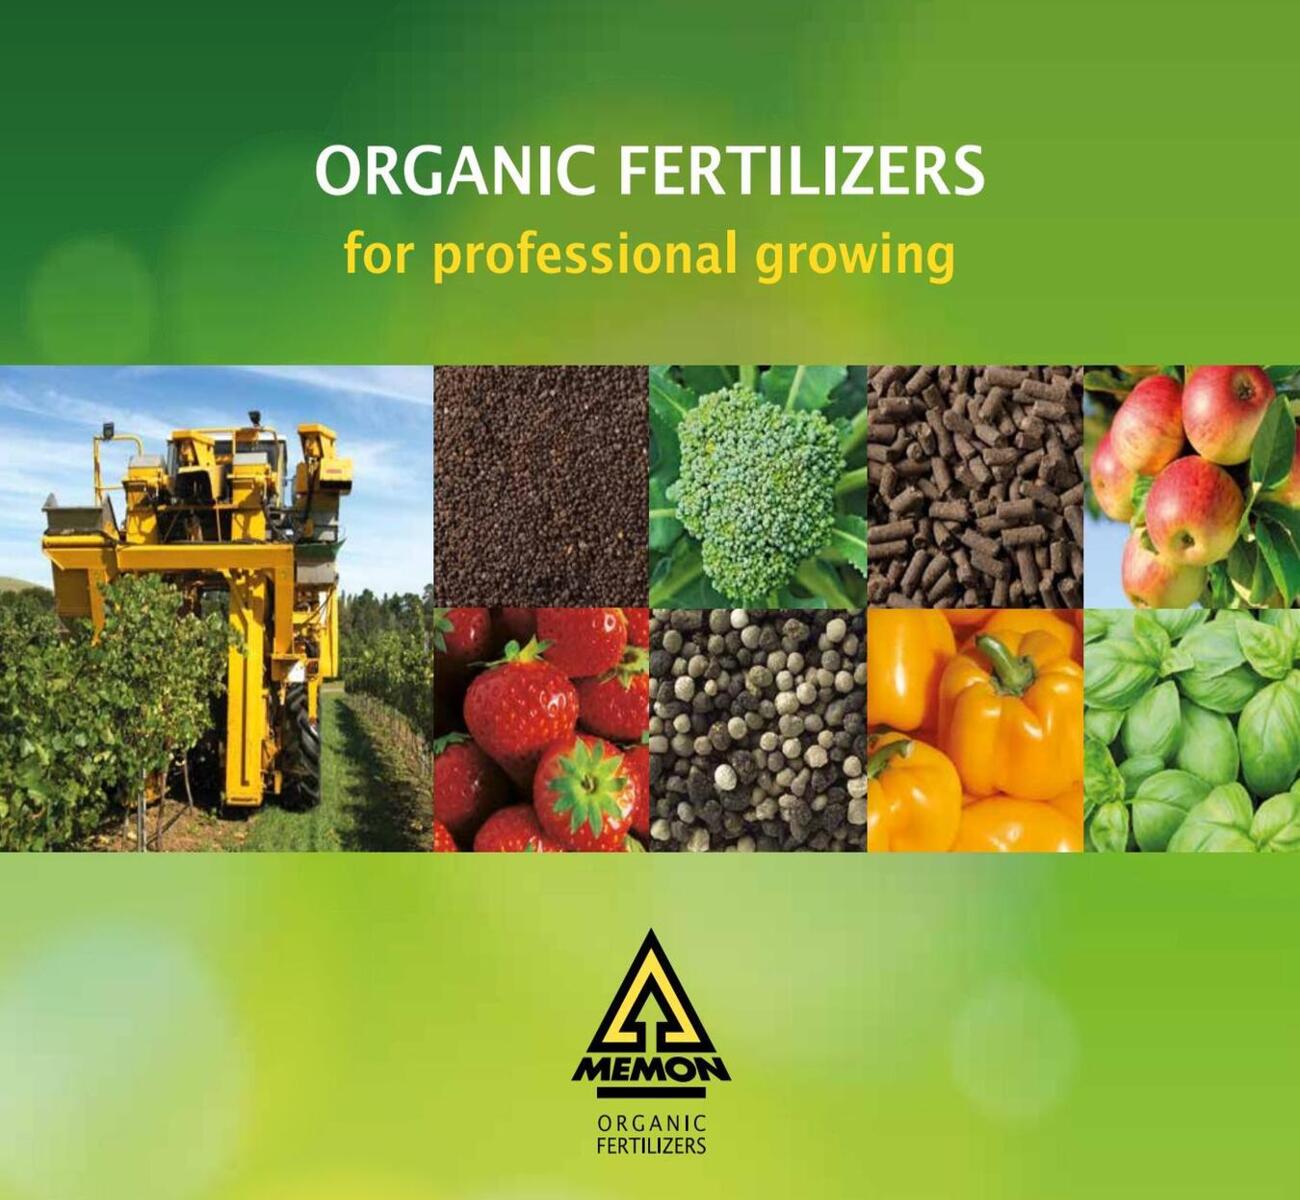 ORGANIC FERTILIZERS
for professional growing
MEMON
ORGANIC
FERTILIZERS